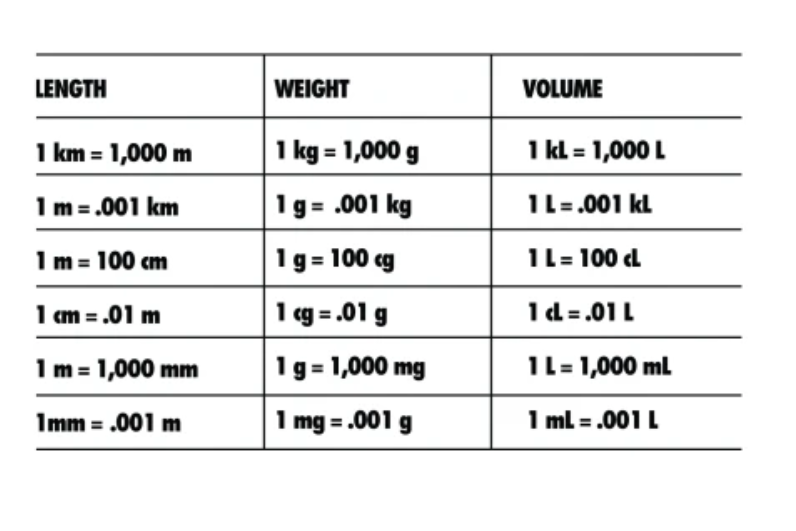 LENGTH WEIGHT VOLUME
1 km = 1,000 m 1 kg = 1,000 g 1 kL = 1,000 L
1 m = .001 km 1 g = .001 kg 1 L = .001 kL
1 m = 100 cm 1 g = 100 cg 1 L = 100 cL
1 cm = .01 m 1 cg = .01 g 1 cL = .01 L
1 m = 1,000 mm 1 g = 1,000 mg 1 L = 1,000 mL
1mm = .001 m 1 mg = .001 g 1 mL = .001 L